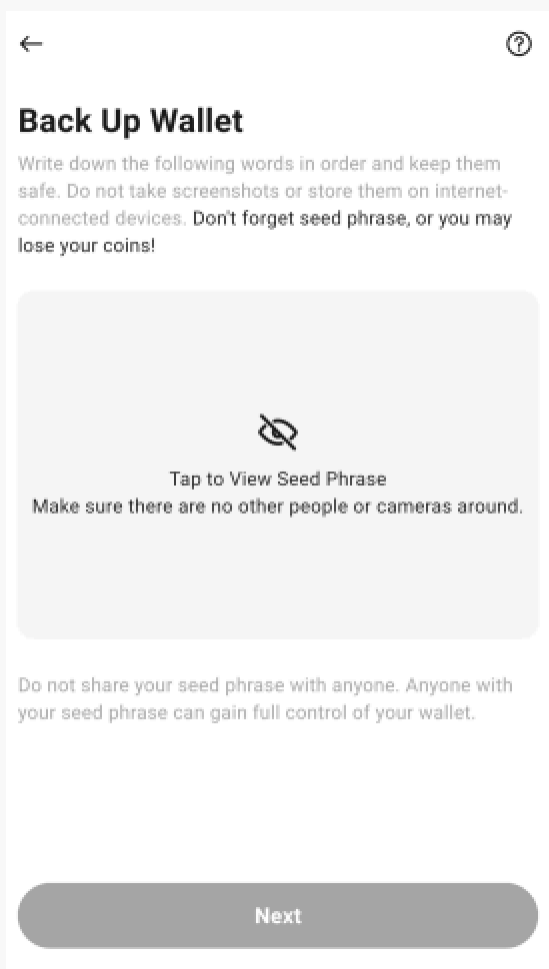 Back Up Wallet
Write down the following words in order and keep them
safe. Do not take screenshots or store them on internet-
connected devices. Don't forget seed phrase, or you may
lose your coins!
Tap to View Seed Phrase
Make sure there are no other people or cameras around.
Do not share your seed phrase with anyone. Anyone with
your seed phrase can gain full control of your wallet.
Next